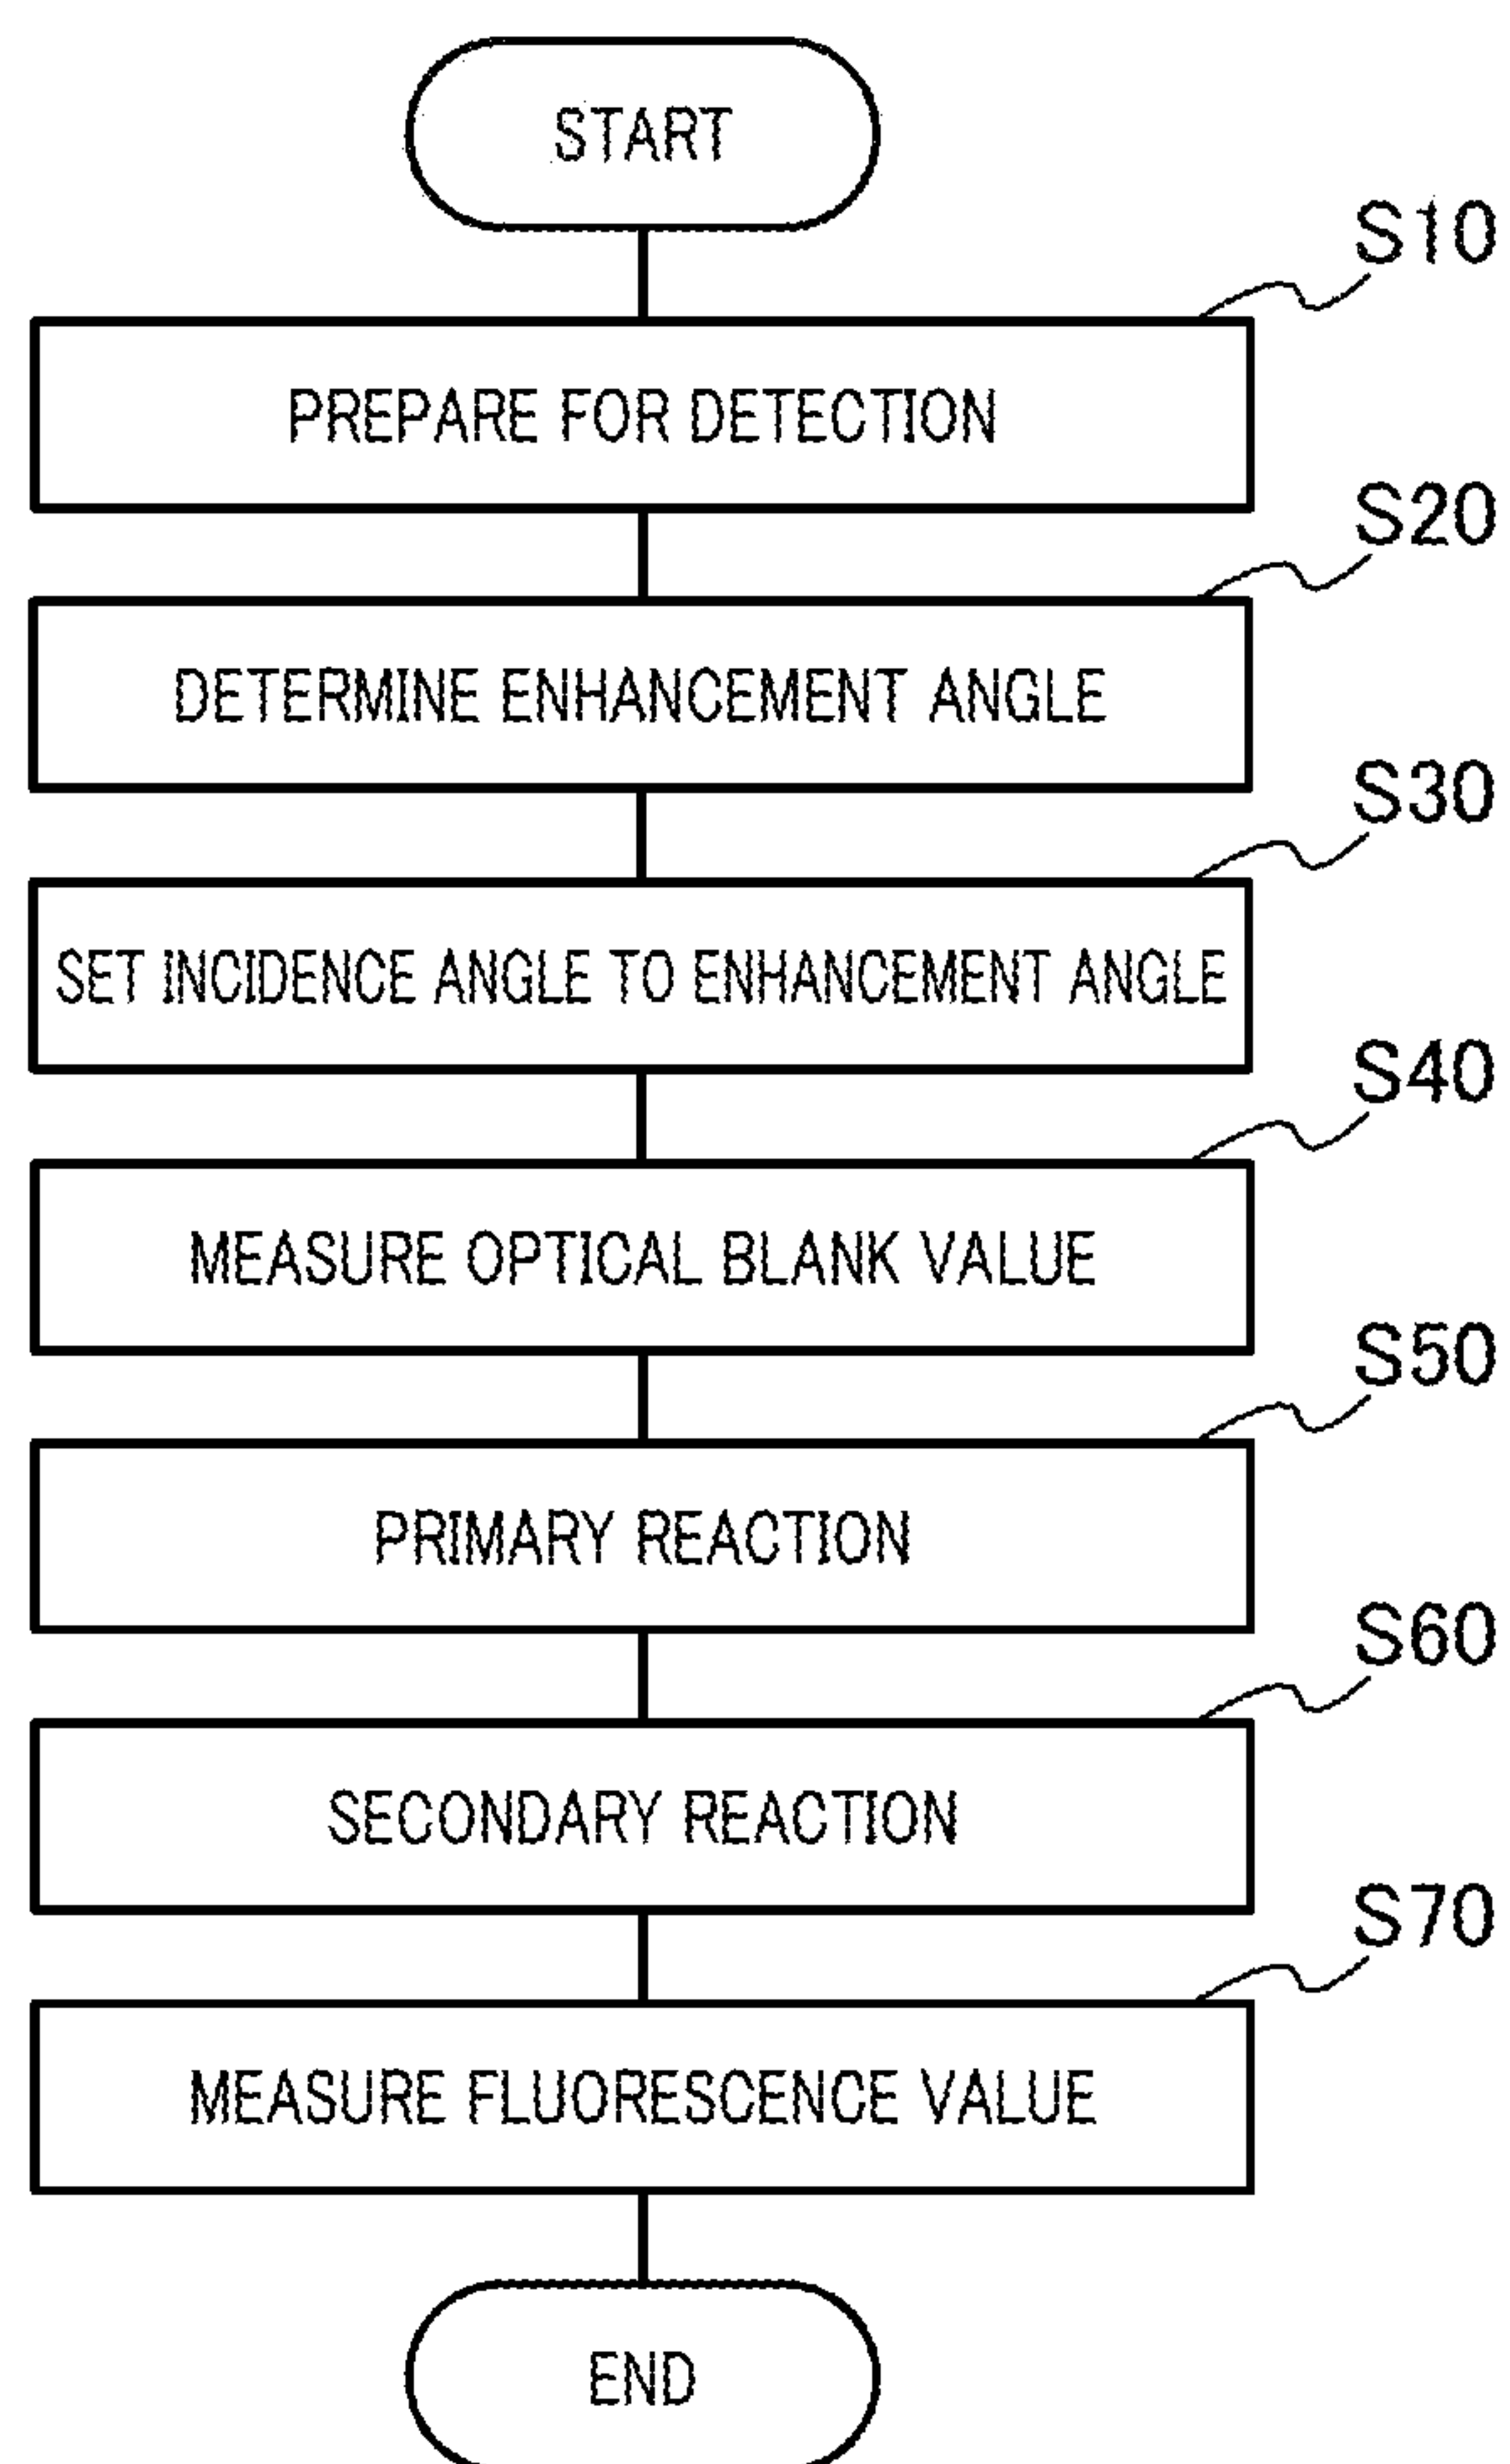 START
S10
PREPARE FOR DETECTION
S20
DETERMINE ENHANCEMENT ANGLE
S30
SET INCIDENCE ANGLE TO ENHANCEMENT ANGLE
S40
MEASURE OPTICAL BLANK VALUE
S50
PRIMARY REACTION
S60
SECONDARY REACTION
S70
MEASURE FLUORESCENCE VALUE
END